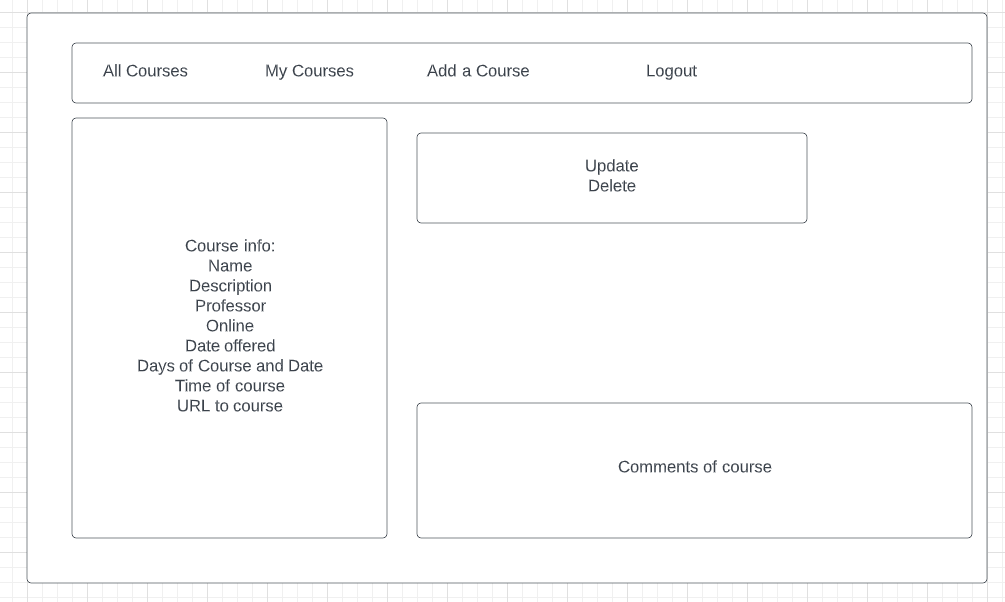 All Courses My Courses Add a Course Logout
Update
Delete
Course info:
Name
Description
Professor
Online
Date offered
Days of Course and Date
Time of course
URL to course
Comments of course